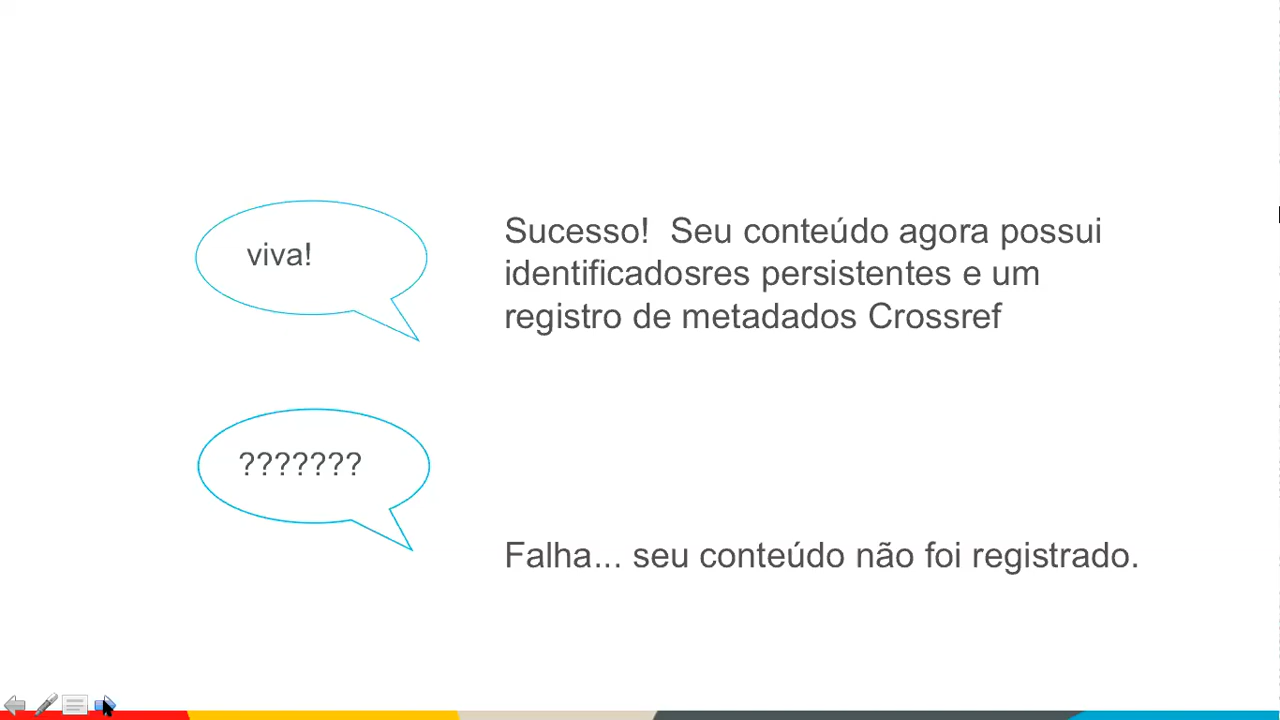 viva!
Sucesso!  Seu conteúdo agora possui
identificadosres persistentes e um
registro de metadados Crossref
???????
Falha... seu conteúdo não foi registrado.